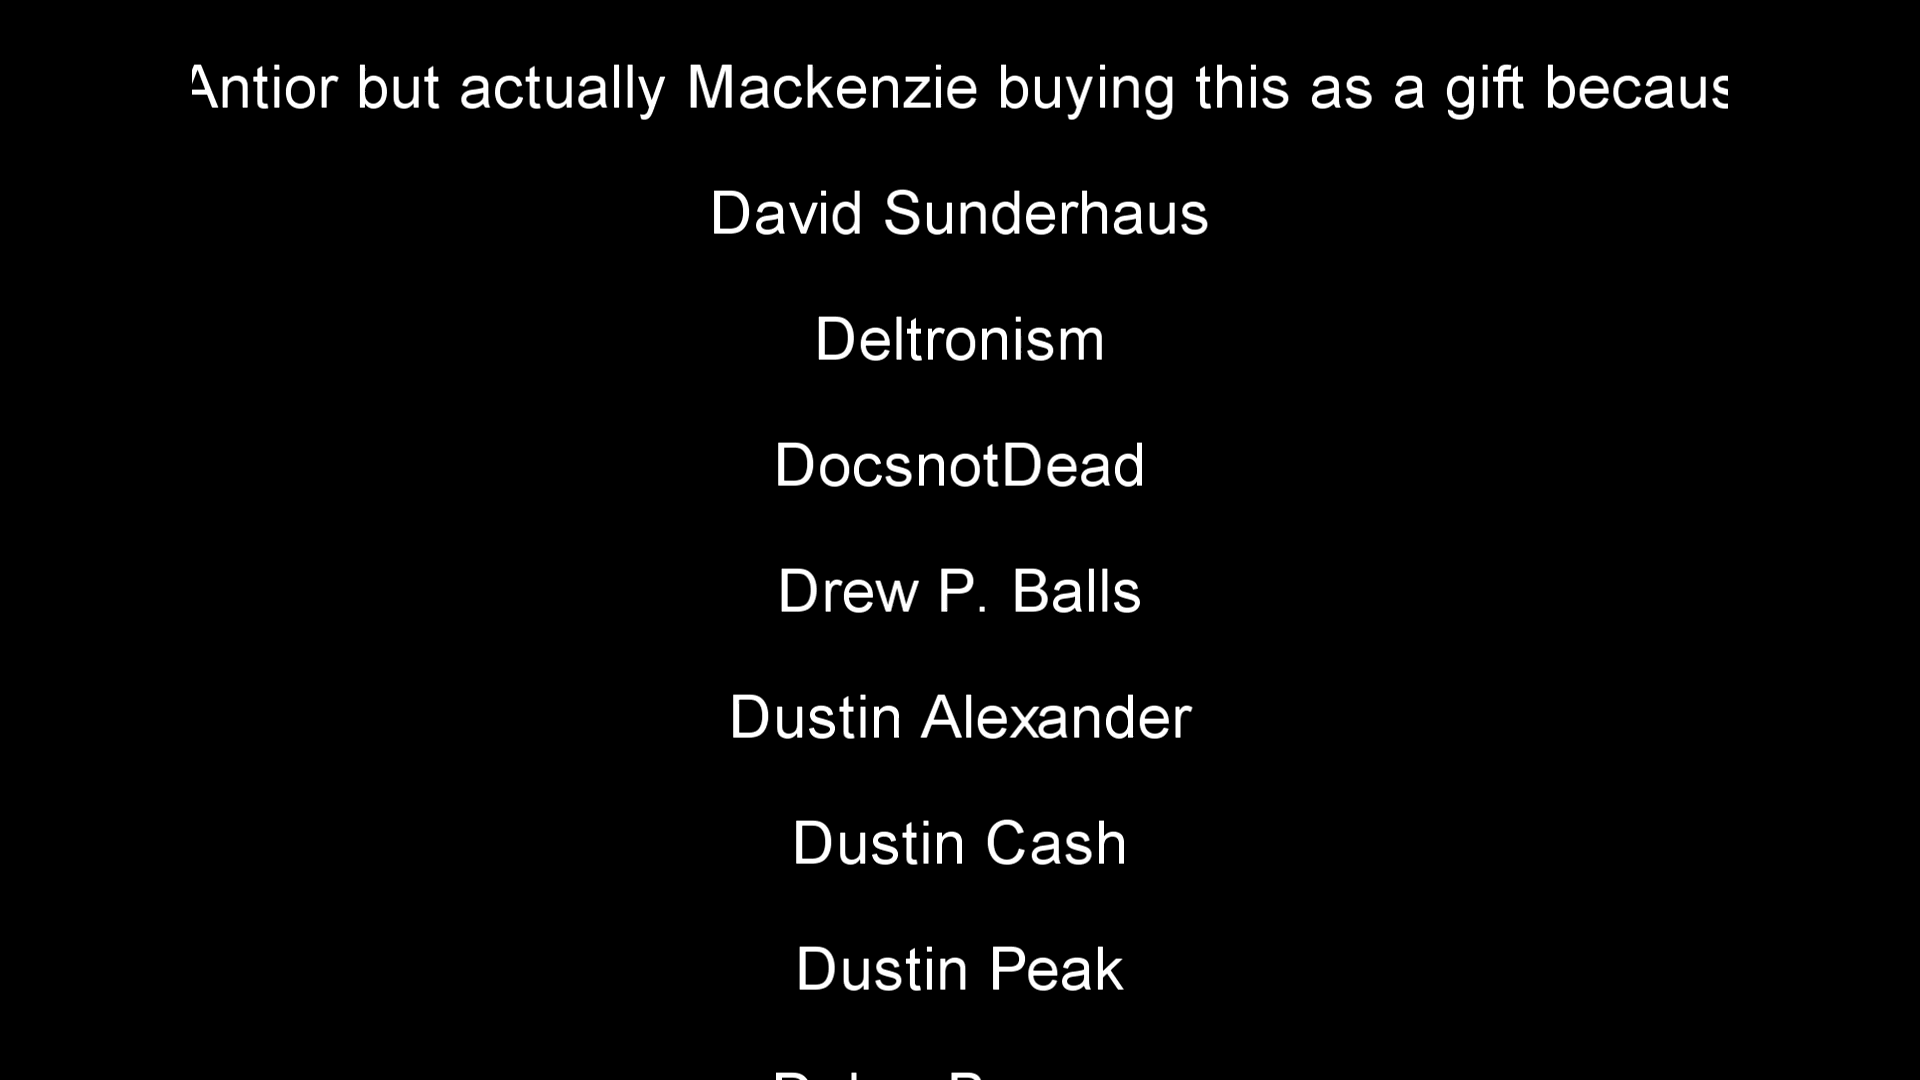 Antior but actually Mackenzie buying this as a gift becaus
David Sunderhaus
Deltronism
DocsnotDead
Drew P. Balls
Dustin Alexander
Dustin Cash
Dustin Peak